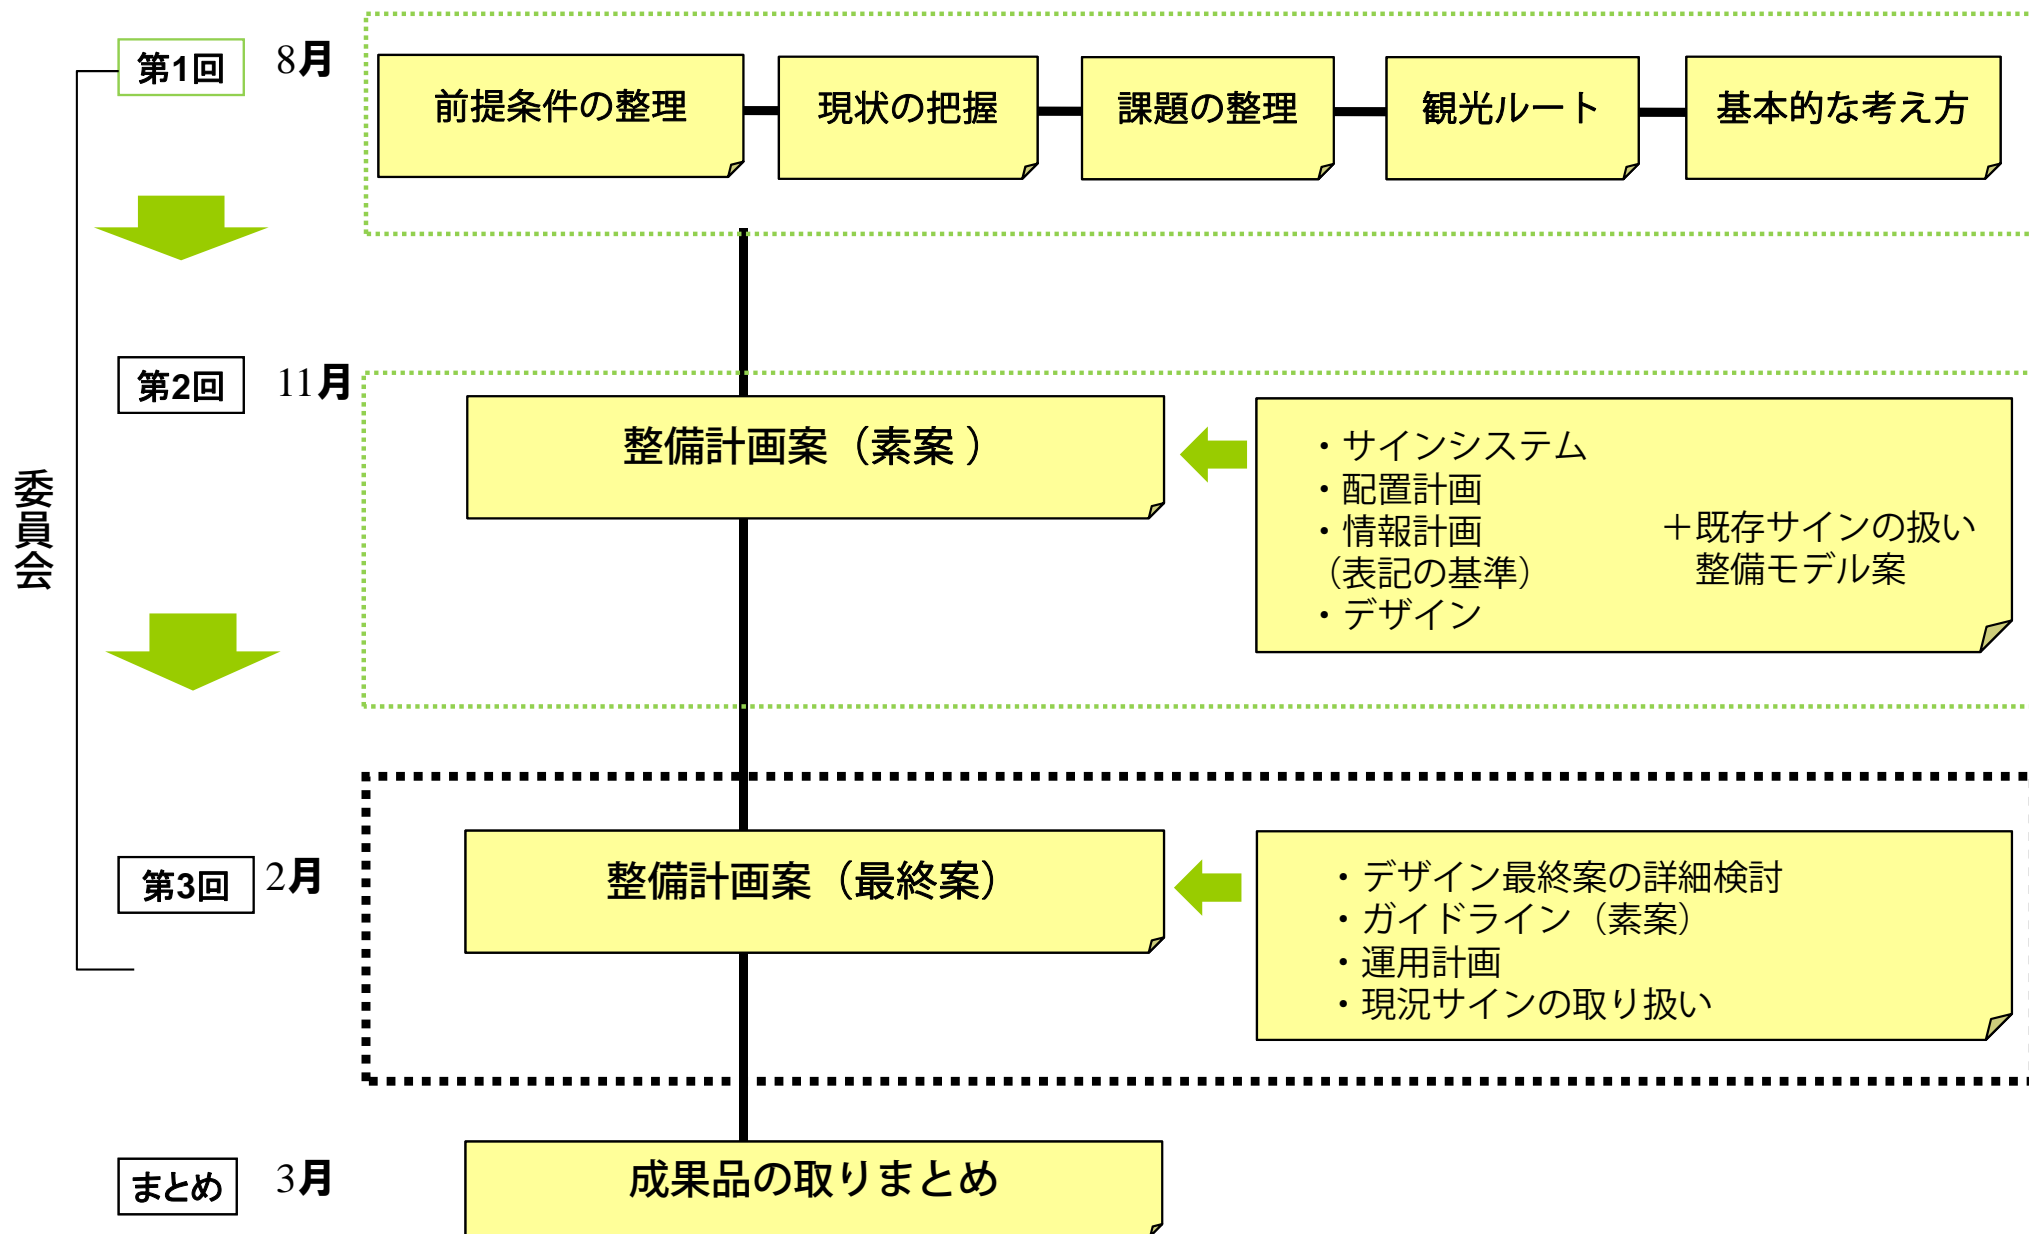 委員会
第1回
8月
前提条件の整理
現状の把握
課題の整理
観光ルート
基本的な考え方
第2回
11月
整備計画案（素案 ）
・サインシステム
・配置計画
・情報計画
（表記の基準）
・デザイン
＋既存サインの扱い
整備モデル案
第3回
2月
整備計画案（最終案）
・デザイン最終案の詳細検討
・ガイドライン（素案）
・運用計画
・現況サインの取り扱い
まとめ
3月
成果品の取りまとめ